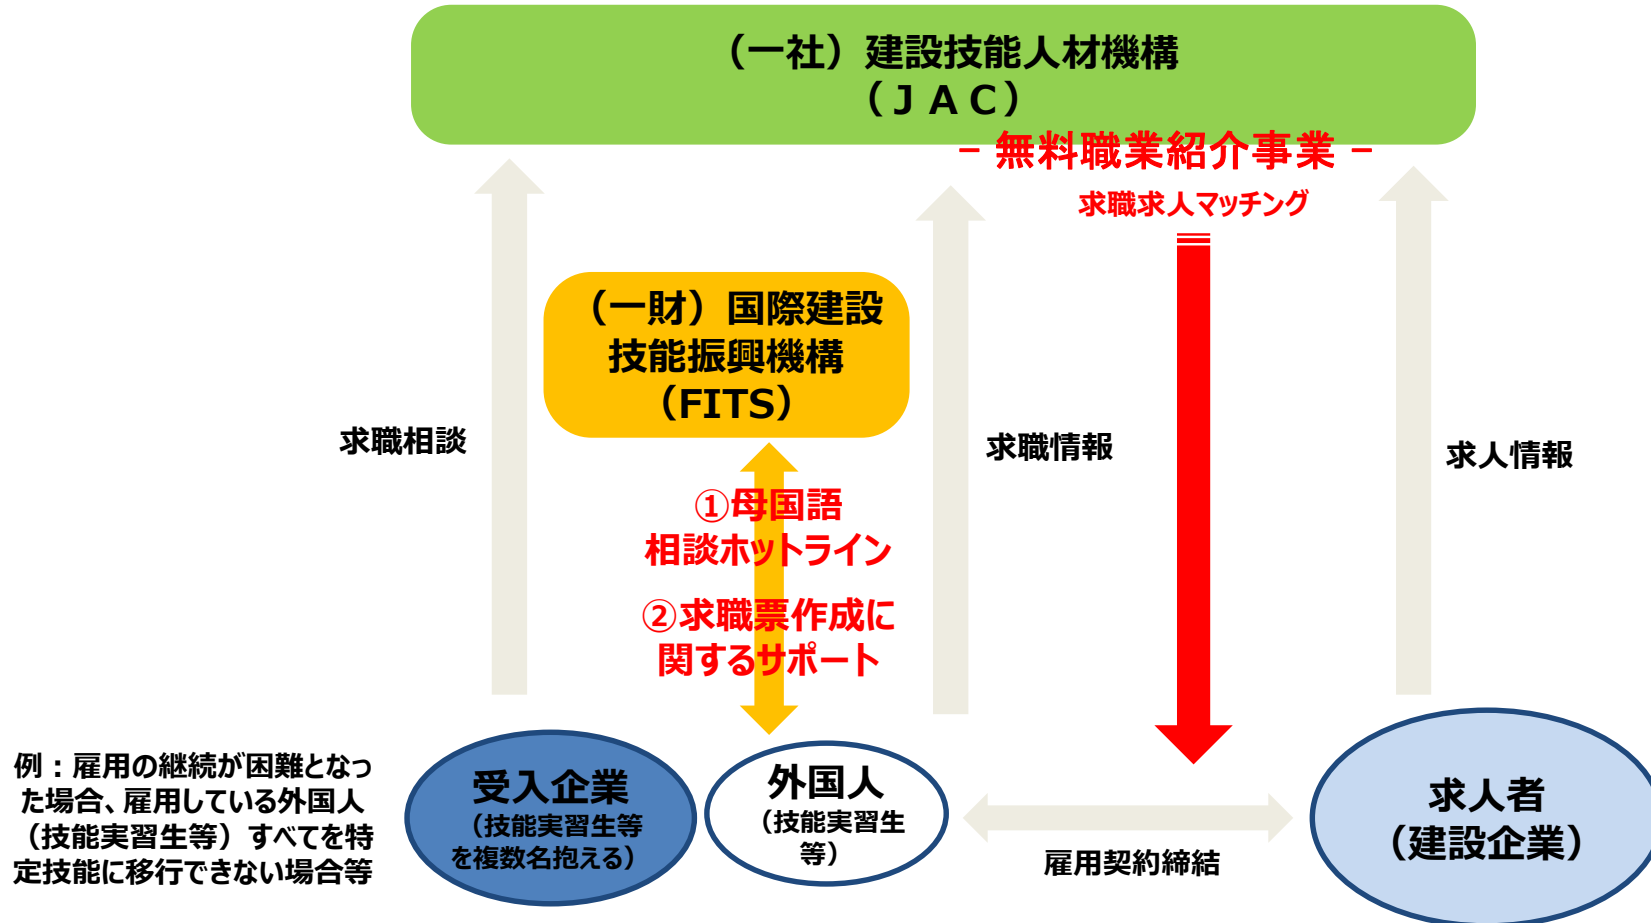 （一社）建設技能人材機構
（ＪＡＣ）
− 無料職業紹介事業 −
求職求人マッチング
（一財）国際建設
技能振興機構
（FITS）
求職相談
求職情報
求人情報
①母国語
相談ホットライン
②求職票作成に
関するサポート
例：雇用の継続が困難となっ
た場合、雇用している外国人
（技能実習生等）すべてを特
定技能に移行できない場合等
受入企業
（技能実習生等
を複数名抱える）
外国人
（技能実習生
等）
雇用契約締結
求人者
（建設企業）